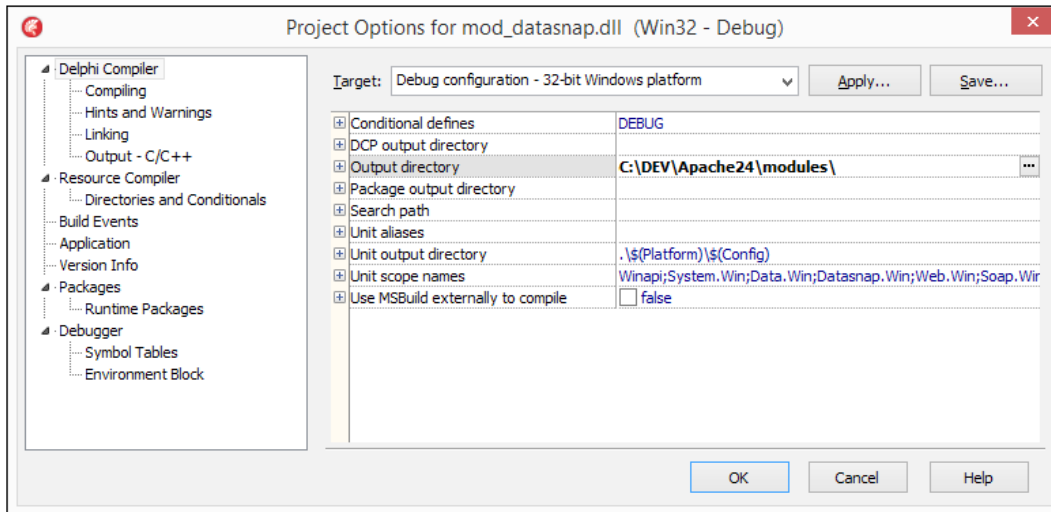 Project Options for mod_datasnap.dll (Win32 - Debug)
Delphi Compiler
Compiling
Hints and Warnings
Linking
Output - C/C++
Resource Compiler
Directories and Conditionals
Build Events
Application
Version Info
Packages
Runtime Packages
Debugger
Symbol Tables
Environment Block
Target: Debug configuration - 32-bit Windows platform Apply... Save...
Conditional defines DEBUG
DCP output directory
Output directory C:\DEV\Apache24\modules\ ...
Package output directory
Search path
Unit aliases
Unit output directory .\$(Platform)\$(Config)
Unit scope names Winapi;System.Win;Data.Win;Datasnap.Win;Web.Win;Soap.Win
Use MSBuild externally to compile false
OK Cancel Help